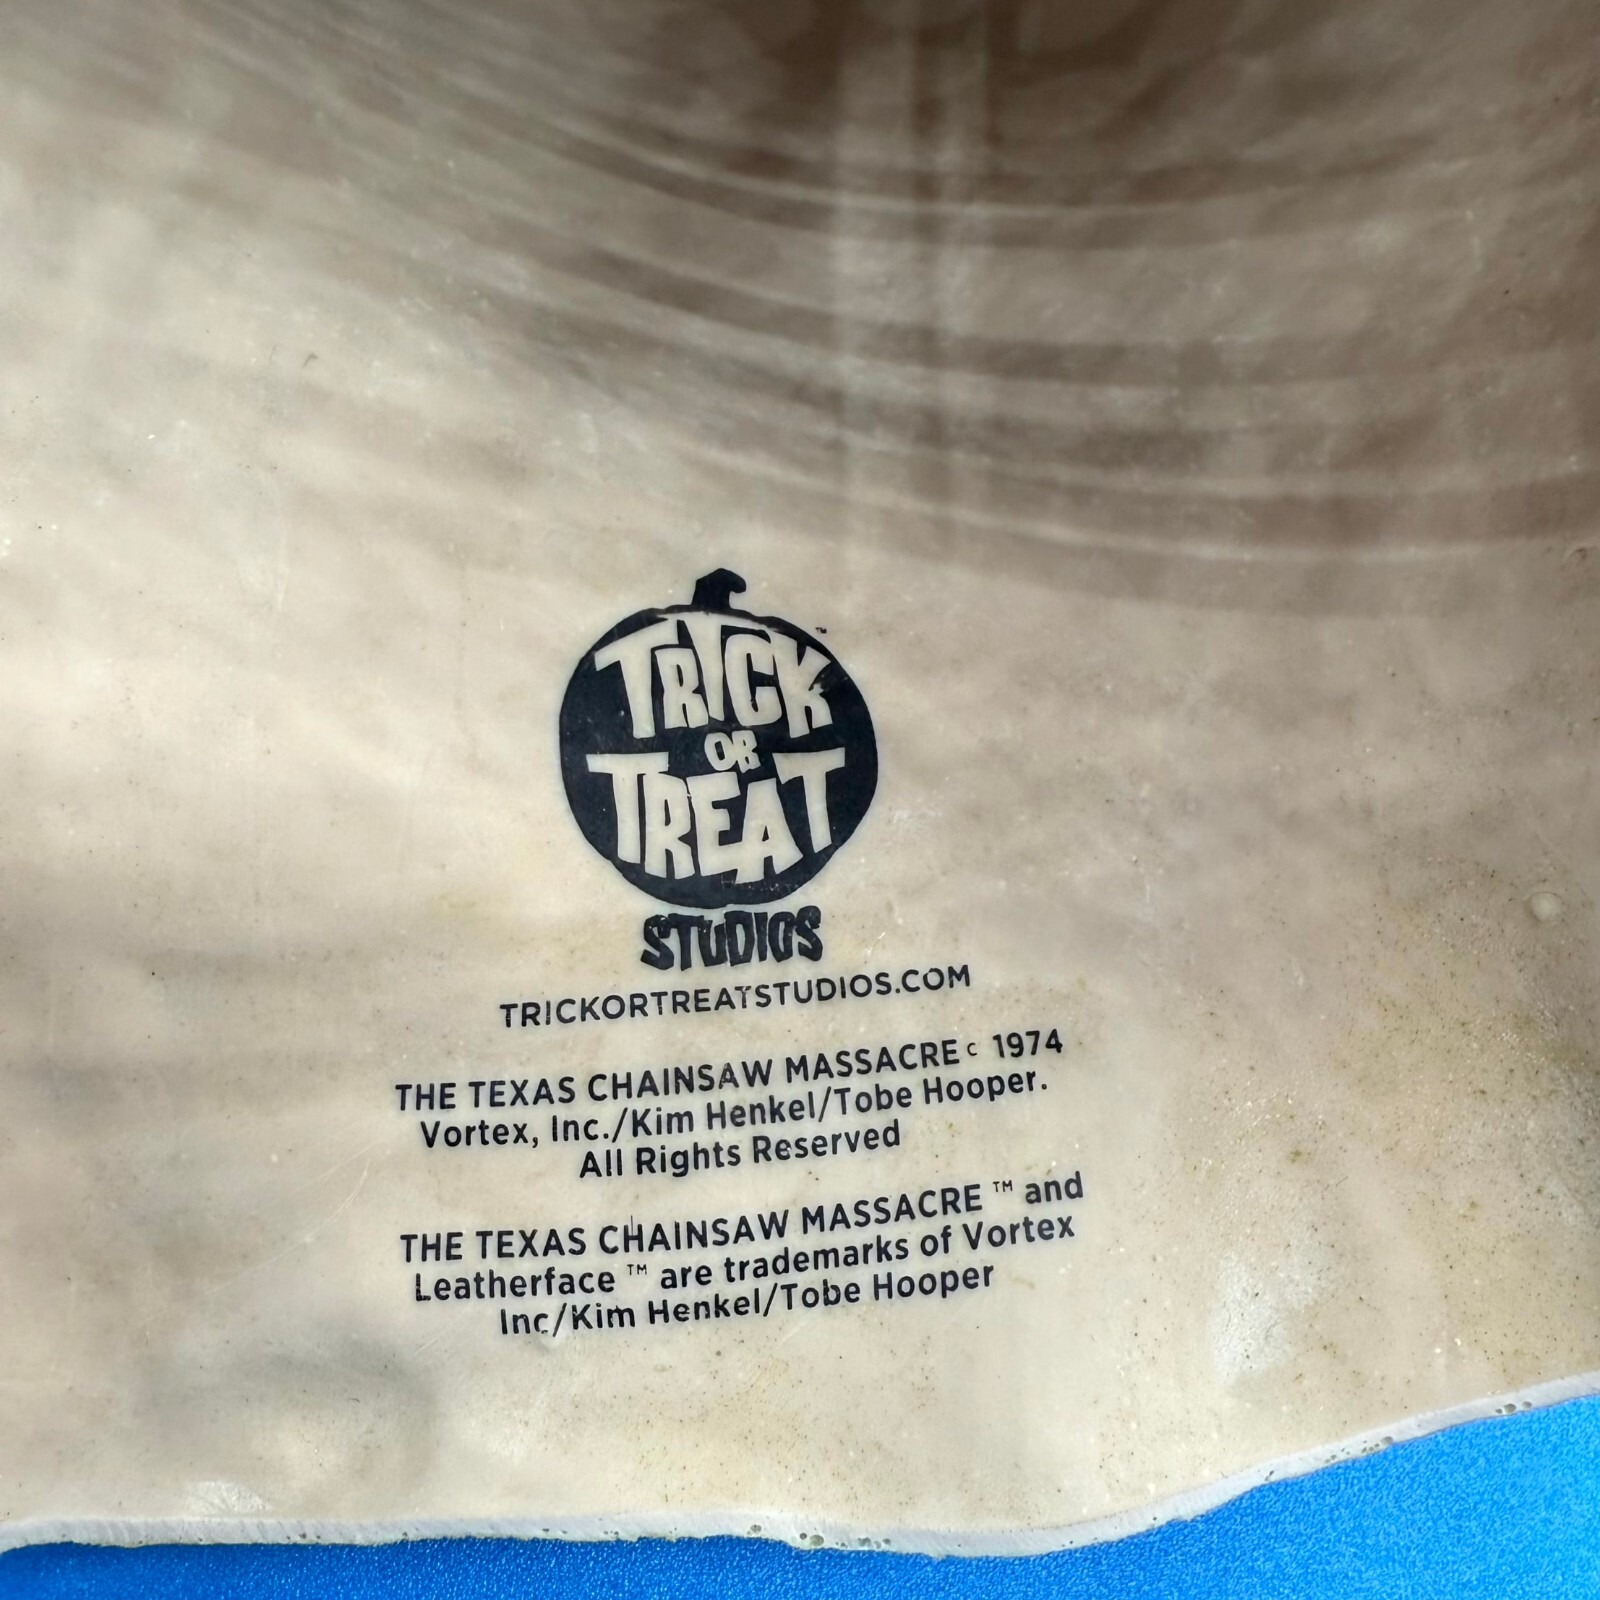 TRICK
OR
TREAT
STUDIOS
TRICKORTREATSTUDIOS.COM
THE TEXAS CHAINSAW MASSACRE c 1974
Vortex, Inc./Kim Henkel/Tobe Hooper.
All Rights Reserved
THE TEXAS CHAINSAW MASSACRE ™ and
Leatherface ™ are trademarks of Vortex
Inc/Kim Henkel/Tobe Hooper